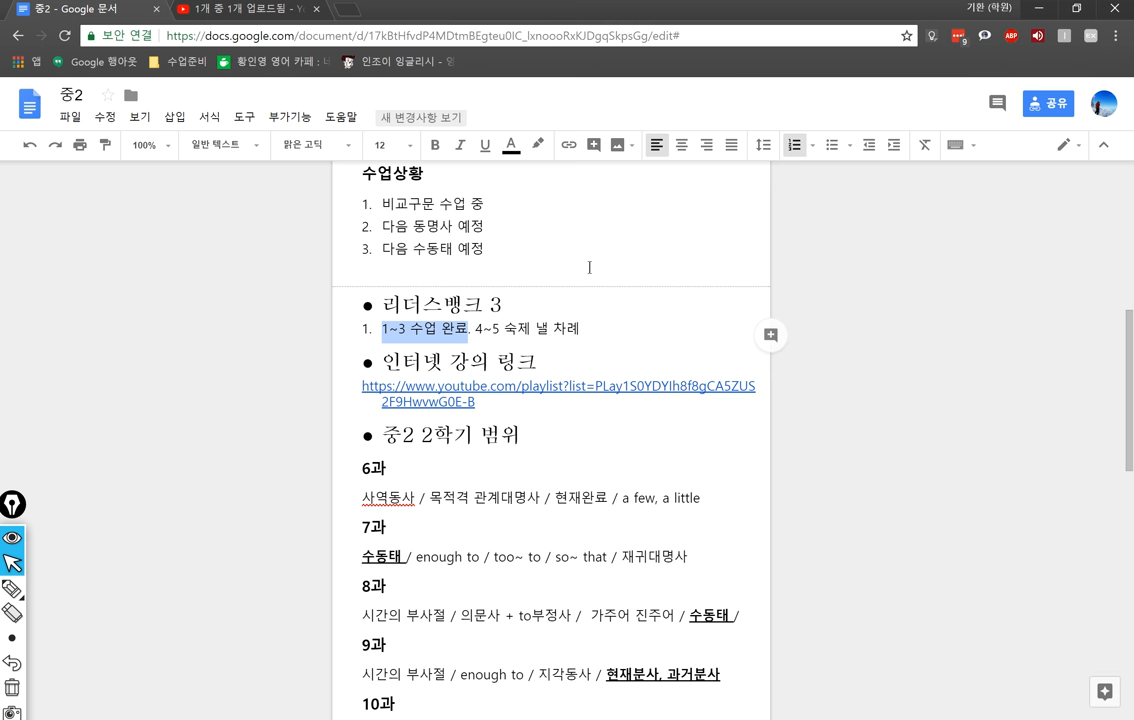 중2 - Google 문서
1개 중 1개 업로드됨 - Yo
기환 (학원)
보안 연결
https://docs.google.com/document/d/17kBtHfvdP4MDtmBEgteu0IC_lxnoooRxKJDgqSkpsGg/edit#
ABP
9
앱
Google 행아웃
수업준비
황인영 영어 카페 : 네
인조이 잉글리시 - 영
중2
파일 수정 보기 삽입 서식 도구 부가기능 도움말 새 변경사항 보기
공유
100% 일반 텍스트 맑은 고딕 12 B I U A
수업상황
1. 비교구문 수업 중
2. 다음 동명사 예정
3. 다음 수동태 예정
● 리더스뱅크 3
1. 1~3 수업 완료. 4~5 숙제 낼 차례
● 인터넷 강의 링크
https://www.youtube.com/playlist?list=PLay1S0YDYIh8f8gCA5ZUS
2F9HwvwG0E-B
● 중2 2학기 범위
6과
사역동사 / 목적격 관계대명사 / 현재완료 / a few, a little
7과
수동태 / enough to / too~ to / so~ that / 재귀대명사
8과
시간의 부사절 / 의문사 + to부정사 / 가주어 진주어 / 수동태 /
9과
시간의 부사절 / enough to / 지각동사 / 현재분사, 과거분사
10과